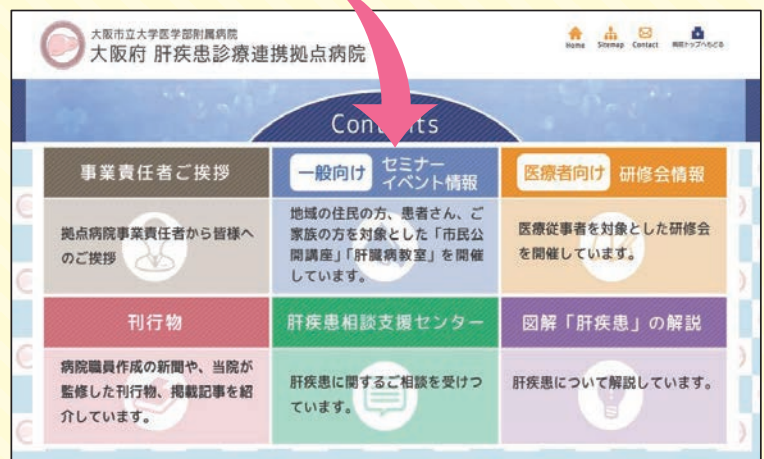 大阪市立大学医学部附属病院
大阪府 肝疾患診療連携拠点病院
Home Sitemap Contact 病院トップへもどる
Contents
事業責任者ご挨拶
拠点病院事業責任者から皆様へ
のご挨拶
一般向け セミナー
イベント情報
地域の住民の方、患者さん、ご
家族の方を対象とした「市民公
開講座」「肝臓病教室」を開催
しています。
医療者向け 研修会情報
医療従事者を対象とした研修会
を開催しています。
刊行物
病院職員作成の新聞や、当院が
監修した刊行物、掲載記事を紹
介しています。
肝疾患相談支援センター
肝疾患に関するご相談を受けつ
ています。
図解「肝疾患」の解説
肝疾患について解説しています。